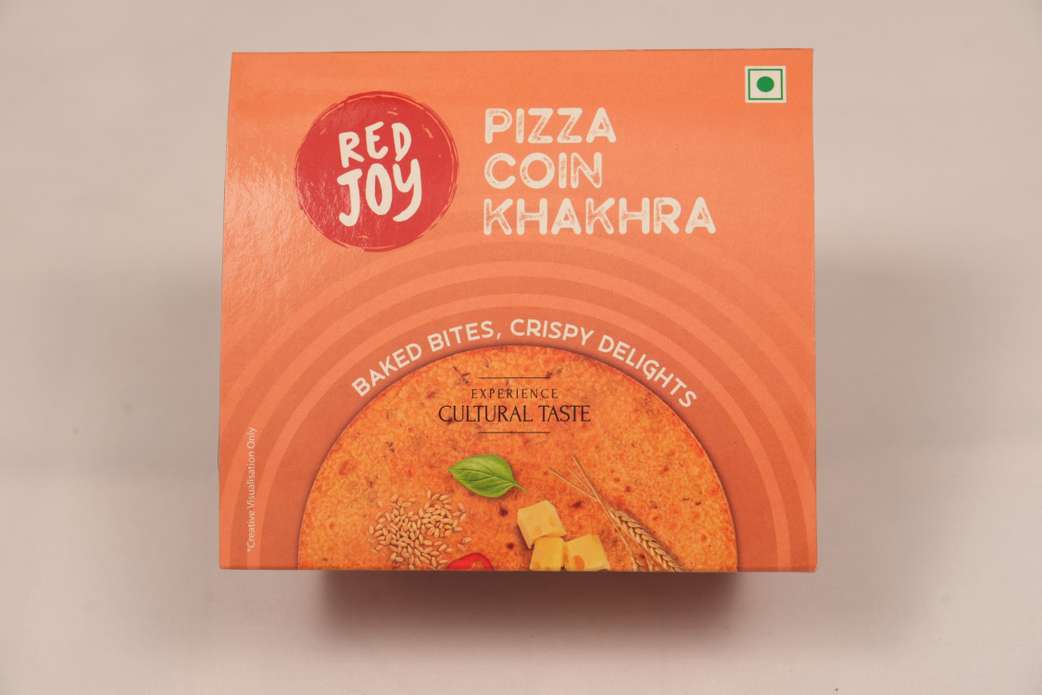 RED
JOY
PIZZA
COIN
KHAKHRA
BAKED BITES, CRISPY DELIGHTS
EXPERIENCE
CULTURAL TASTE
*Creative Visualisation Only